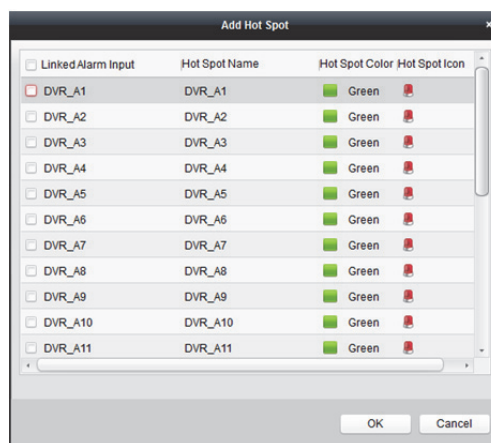 Add Hot Spot
Linked Alarm Input Hot Spot Name Hot Spot Color Hot Spot Icon
DVR_A1 DVR_A1 Green
DVR_A2 DVR_A2 Green
DVR_A3 DVR_A3 Green
DVR_A4 DVR_A4 Green
DVR_A5 DVR_A5 Green
DVR_A6 DVR_A6 Green
DVR_A7 DVR_A7 Green
DVR_A8 DVR_A8 Green
DVR_A9 DVR_A9 Green
DVR_A10 DVR_A10 Green
DVR_A11 DVR_A11 Green
OK Cancel